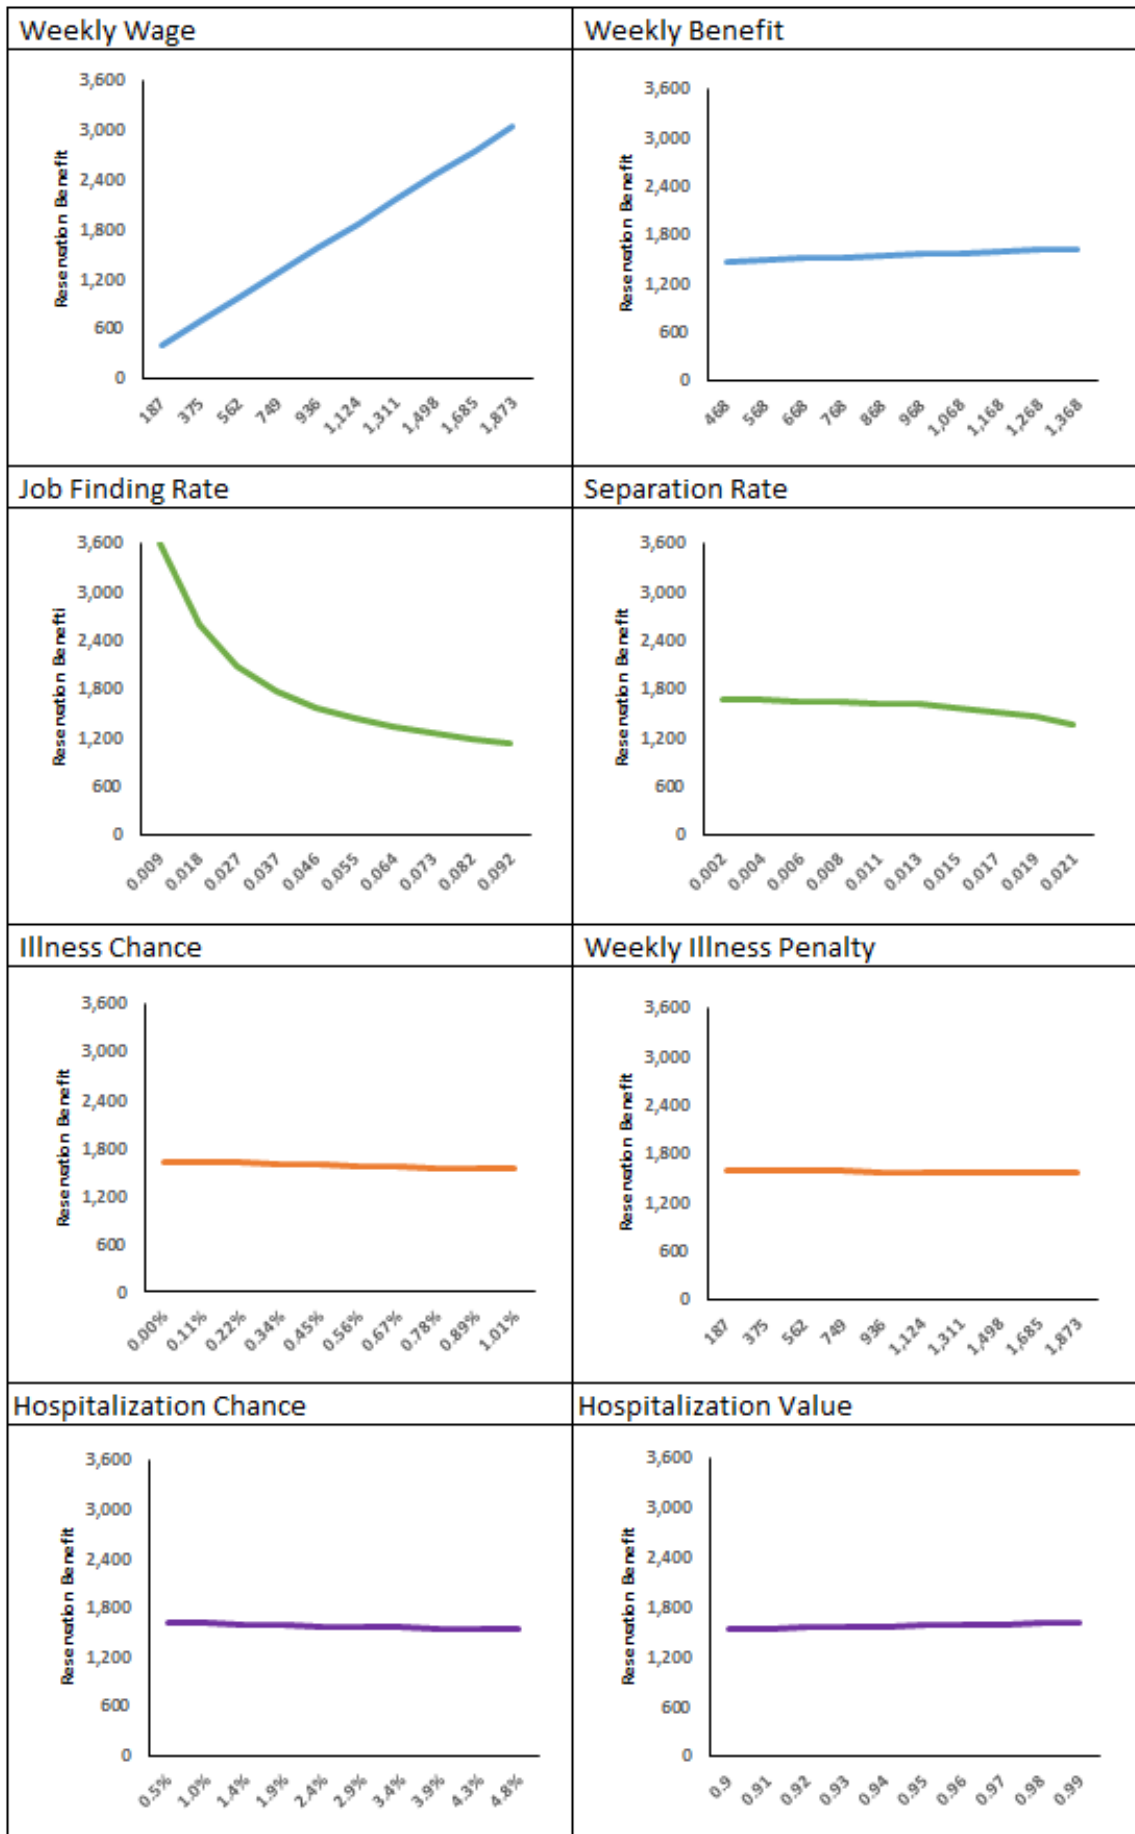 Weekly Wage
Weekly Benefit
Reservation Benefit
3,600
3,000
2,400
1,800
1,200
600
0
187 375 562 749 936 1,124 1,311 1,498 1,685 1,873
Reservation Benefit
3,600
3,000
2,400
1,800
1,200
600
0
468 568 668 768 868 968 1,068 1,168 1,268 1,368
Job Finding Rate
Separation Rate
Reservation Benefti
3,600
3,000
2,400
1,800
1,200
600
0
0.009 0.018 0.027 0.037 0.046 0.055 0.064 0.073 0.082 0.092
Reservation Benefit
3,600
3,000
2,400
1,800
1,200
600
0
0.002 0.004 0.006 0.008 0.011 0.013 0.015 0.017 0.019 0.021
Illness Chance
Weekly Illness Penalty
Reservation Benefit
3,600
3,000
2,400
1,800
1,200
600
0
0.00% 0.11% 0.22% 0.34% 0.45% 0.56% 0.67% 0.78% 0.89% 1.01%
Reservation Benefit
3,600
3,000
2,400
1,800
1,200
600
0
187 375 562 749 936 1,124 1,311 1,498 1,685 1,873
Hospitalization Chance
Hospitalization Value
Reservation Benefit
3,600
3,000
2,400
1,800
1,200
600
0
0.5% 1.0% 1.4% 1.9% 2.4% 2.9% 3.4% 3.9% 4.3% 4.8%
Reservation Benefit
3,600
3,000
2,400
1,800
1,200
600
0
0.9 0.91 0.92 0.93 0.94 0.95 0.96 0.97 0.98 0.99